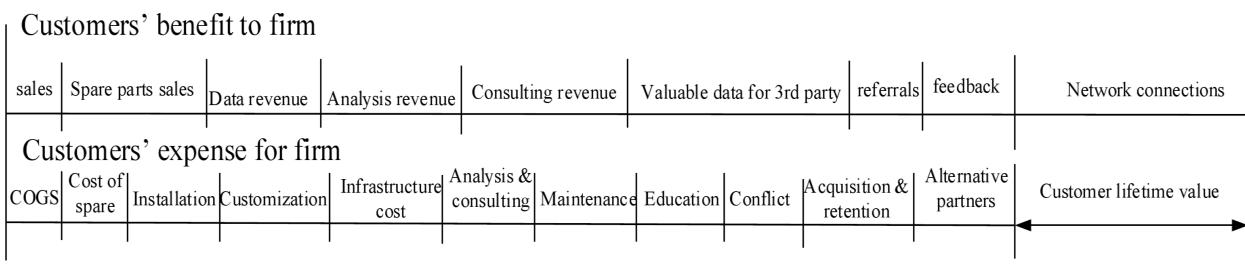 Customers' benefit to firm
sales
Spare parts sales
Data revenue
Analysis revenue
Consulting revenue
Valuable data for 3rd party
referrals
feedback
Network connections
Customers' expense for firm
COGS
Cost of
spare
Installation
Customization
Infrastructure
cost
Analysis &
consulting
Maintenance
Education
Conflict
Acquisition &
retention
Alternative
partners
Customer lifetime value